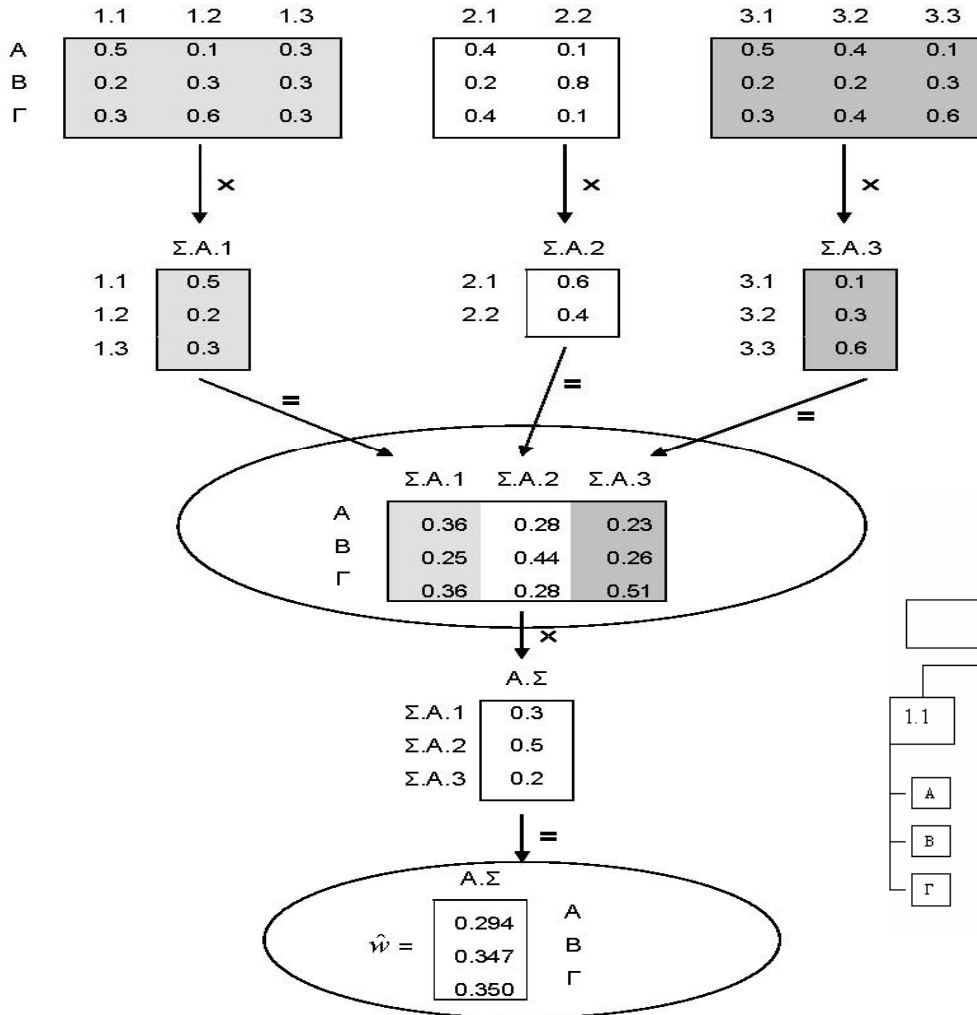 1.1 1.2 1.3 2.1 2.2 3.1 3.2 3.3
Α 0.5 0.1 0.3 0.4 0.1 0.5 0.4 0.1
Β 0.2 0.3 0.3 0.2 0.8 0.2 0.2 0.3
Γ 0.3 0.6 0.3 0.4 0.1 0.3 0.4 0.6
× × ×
Σ.Α.1 Σ.Α.2 Σ.Α.3
1.1 0.5 2.1 0.6 3.1 0.1
1.2 0.2 2.2 0.4 3.2 0.3
1.3 0.3 3.3 0.6
= = =
Σ.Α.1 Σ.Α.2 Σ.Α.3
Α 0.36 0.28 0.23
Β 0.25 0.44 0.26
Γ 0.36 0.28 0.51
×
Α.Σ
Σ.Α.1 0.3
Σ.Α.2 0.5
Σ.Α.3 0.2
=
Α.Σ
0.294 Α
ŵ = 0.347 Β
0.350 Γ
1.1
Α
Β
Γ